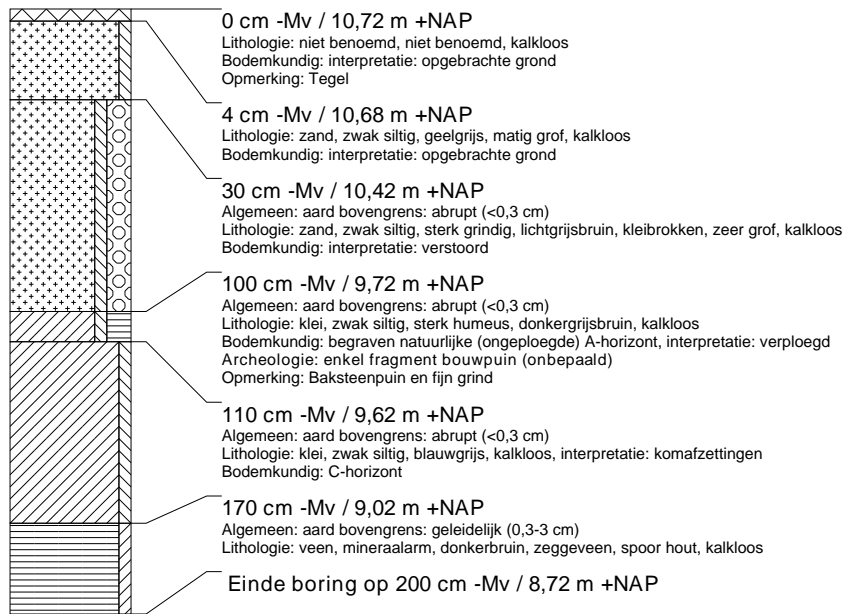 0 cm -Mv / 10,72 m +NAP
Lithologie: niet benoemd, niet benoemd, kalkloos
Bodemkundig: interpretatie: opgebrachte grond
Opmerking: Tegel
4 cm -Mv / 10,68 m +NAP
Lithologie: zand, zwak siltig, geelgrijs, matig grof, kalkloos
Bodemkundig: interpretatie: opgebrachte grond
30 cm -Mv / 10,42 m +NAP
Algemeen: aard bovengrens: abrupt (<0,3 cm)
Lithologie: zand, zwak siltig, sterk grindig, lichtgrijsbruin, kleibrokken, zeer grof, kalkloos
Bodemkundig: interpretatie: verstoord
100 cm -Mv / 9,72 m +NAP
Algemeen: aard bovengrens: abrupt (<0,3 cm)
Lithologie: klei, zwak siltig, sterk humeus, donkergrijsbruin, kalkloos
Bodemkundig: begraven natuurlijke (ongeploegde) A-horizont, interpretatie: verploegd
Archeologie: enkel fragment bouwpuin (onbepaald)
Opmerking: Baksteenpuin en fijn grind
110 cm -Mv / 9,62 m +NAP
Algemeen: aard bovengrens: abrupt (<0,3 cm)
Lithologie: klei, zwak siltig, blauwgrijs, kalkloos, interpretatie: komafzettingen
Bodemkundig: C-horizont
170 cm -Mv / 9,02 m +NAP
Algemeen: aard bovengrens: geleidelijk (0,3-3 cm)
Lithologie: veen, mineraalarm, donkerbruin, zeggeveen, spoor hout, kalkloos
Einde boring op 200 cm -Mv / 8,72 m +NAP